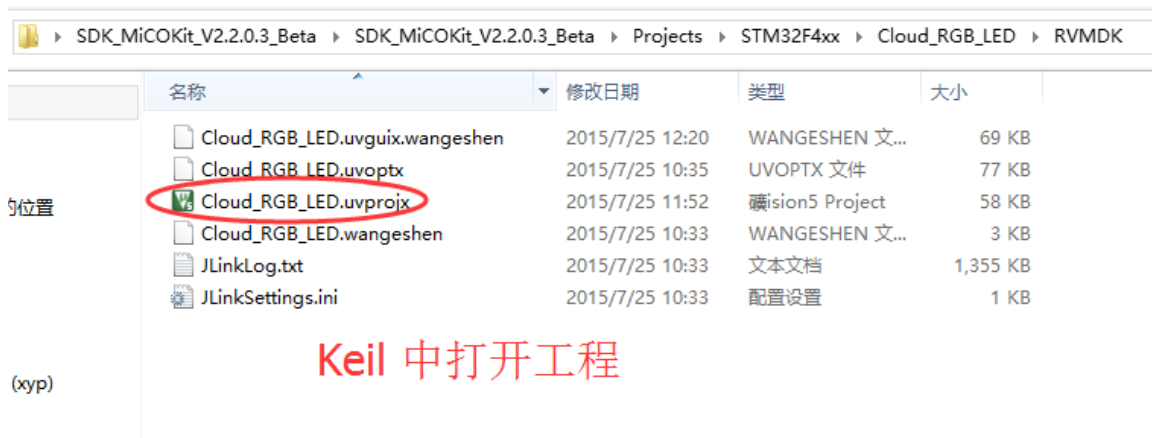 SDK_MiCOKit_V2.2.0.3_Beta SDK_MiCOKit_V2.2.0.3_Beta Projects STM32F4xx Cloud_RGB_LED RVMDK
名称 修改日期 类型 大小
Cloud_RGB_LED.uvguix.wangeshen 2015/7/25 12:20 WANGESHEN 文... 69 KB
Cloud_RGB_LED.uvoptx 2015/7/25 10:35 UVOPTX 文件 77 KB
的位置 Cloud_RGB_LED.uvprojx 2015/7/25 11:52 礦ision5 Project 58 KB
Cloud_RGB_LED.wangeshen 2015/7/25 10:33 WANGESHEN 文... 3 KB
JLinkLog.txt 2015/7/25 10:33 文本文档 1,355 KB
JLinkSettings.ini 2015/7/25 10:33 配置设置 1 KB
Keil 中打开工程
(xyp)